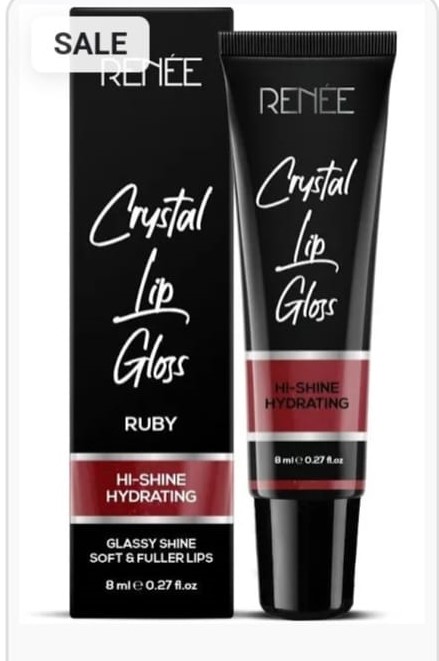 SALE
RENÉE
Crystal
Lip
Gloss
RUBY
HI-SHINE
HYDRATING
GLASSY SHINE
SOFT & FULLER LIPS
8 ml ℮ 0.27 fl.oz
RENÉE
Crystal
Lip
Gloss
HI-SHINE
HYDRATING
8 ml ℮ 0.27 fl.oz